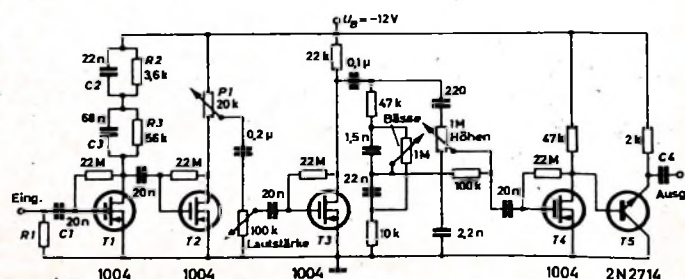 U_B = -12V
22n
C2
R2
3,6k
68n
C3
R3
56k
P1
20k
0,2µ
22k
0,1µ
47k
Bässe
1,5n
1M
22n
10k
220
1M
Höhen
100k
2,2n
47k
2k
C4
Ausg.
22M
20n
22M
22M
20n
22M
20n
Eing.
R1
20n
C1
T1
T2
100k
Lautstärke
T3
T4
T5
1004
1004
1004
1004
2N2714